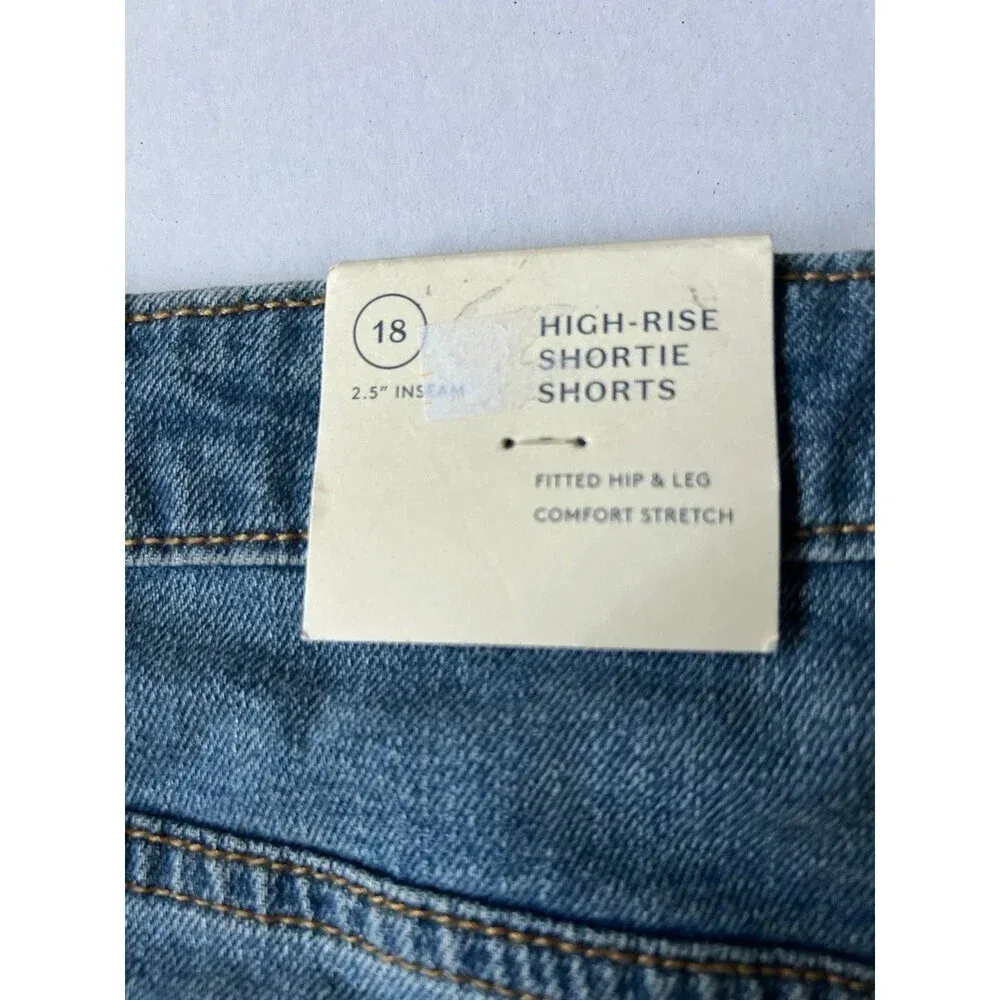 18
2.5" INSEAM
HIGH-RISE
SHORTIE
SHORTS
FITTED HIP & LEG
COMFORT STRETCH